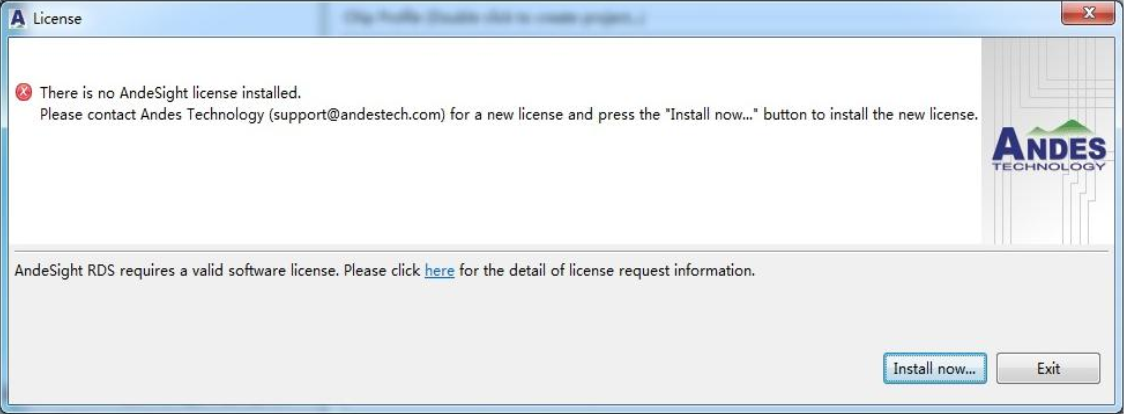 License
Chip Profile (Double click to create project...)
There is no AndeSight license installed.
Please contact Andes Technology (support@andestech.com) for a new license and press the "Install now..." button to install the new license.
ANDES
TECHNOLOGY
AndeSight RDS requires a valid software license. Please click here for the detail of license request information.
Install now...
Exit